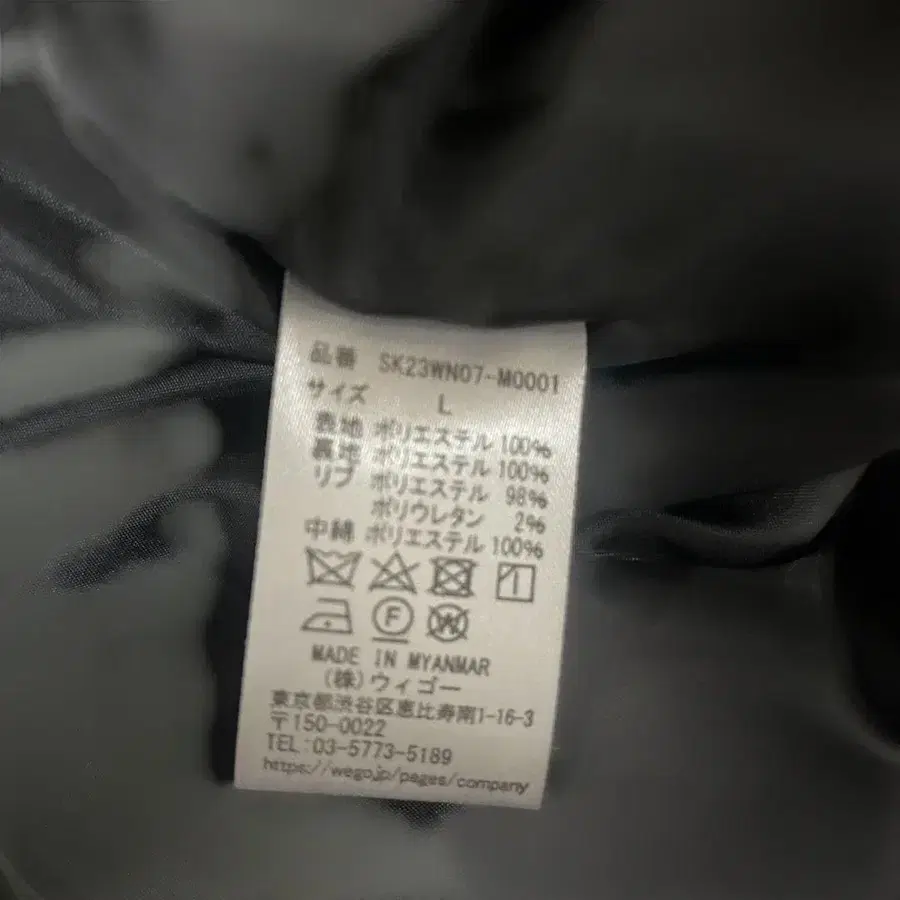 品番 SK23WN07-M0001
サイズ L
表地 ポリエステル 100%
裏地 ポリエステル 100%
リブ ポリエステル 98%
ポリウレタン 2%
中綿 ポリエステル 100%
F W
MADE IN MYANMAR
(株)ウィゴー
東京都渋谷区恵比寿南1-16-3
〒150-0022
TEL:03-5773-5189
https://wego.jp/pages/company